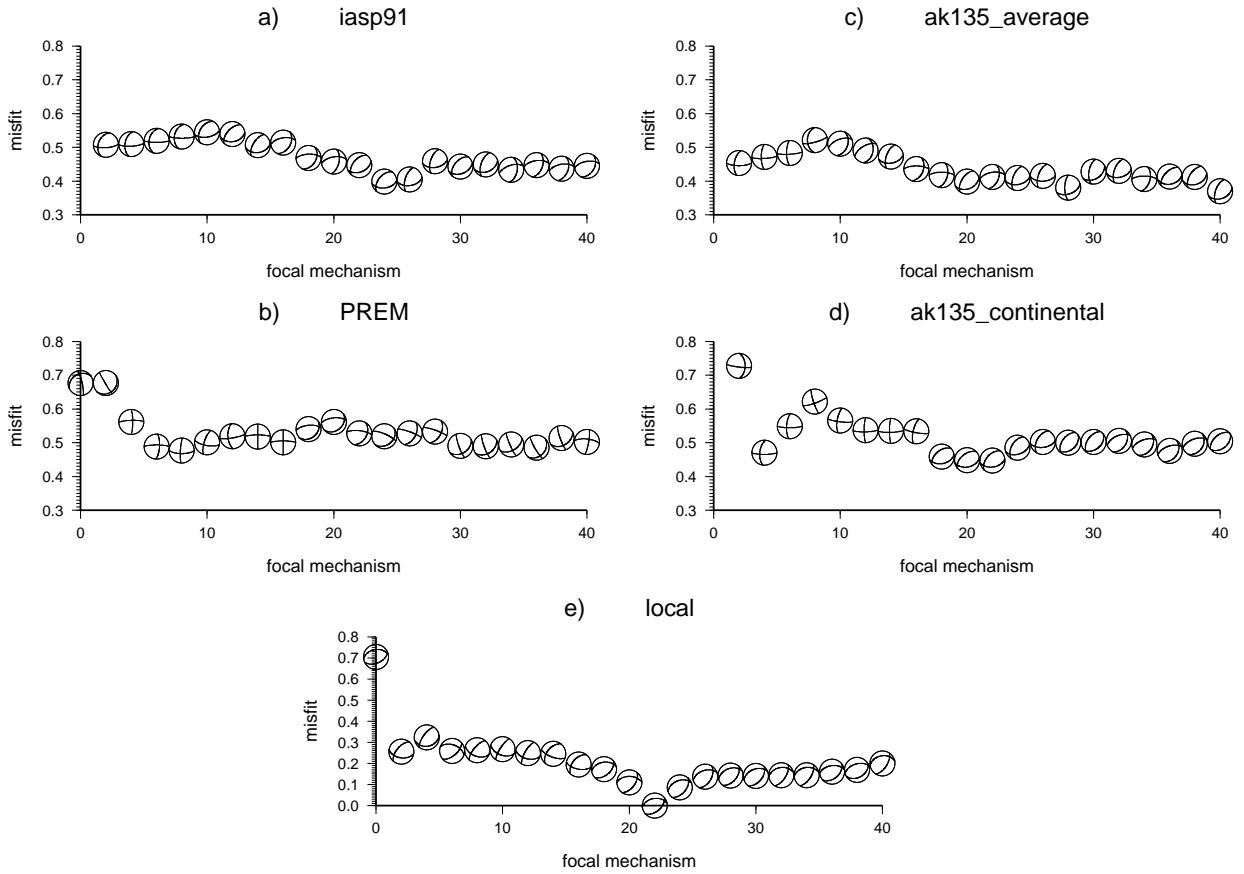 a) iasp91
0.8
0.7
0.6
0.5
0.4
0.3
misfit
0 10 20 30 40
focal mechanism
c) ak135_average
0.8
0.7
0.6
0.5
0.4
0.3
misfit
0 10 20 30 40
focal mechanism
b) PREM
0.8
0.7
0.6
0.5
0.4
0.3
misfit
0 10 20 30 40
focal mechanism
d) ak135_continental
0.8
0.7
0.6
0.5
0.4
0.3
misfit
0 10 20 30 40
focal mechanism
e) local
0.8
0.7
0.6
0.5
0.4
0.3
0.2
0.1
0.0
misfit
0 10 20 30 40
focal mechanism